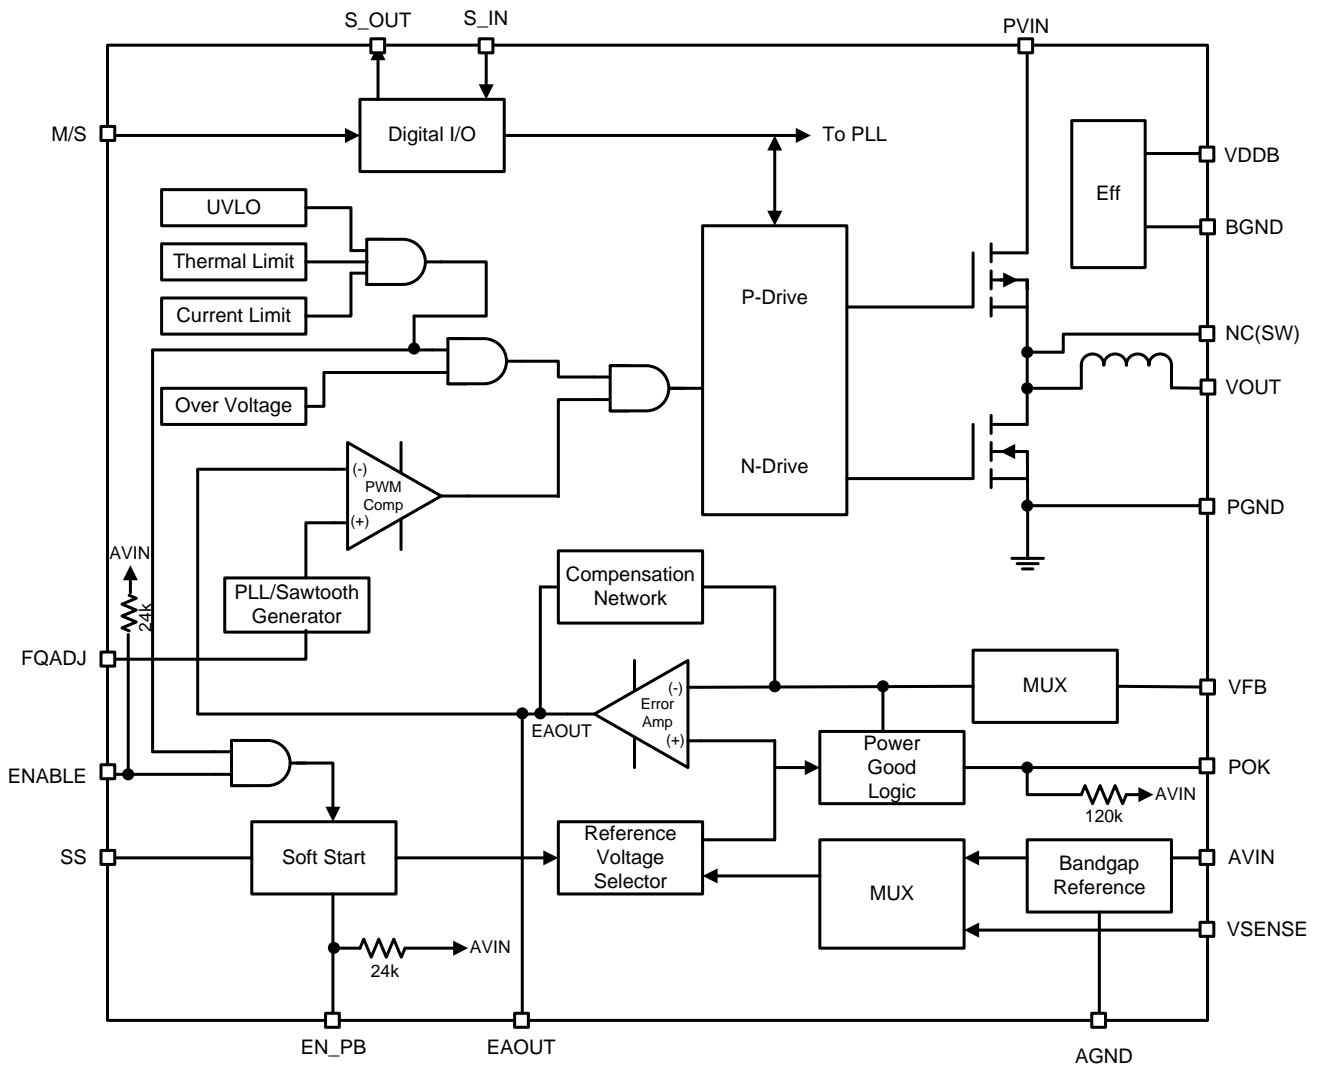 S_OUT
S_IN
PVIN
M/S
Digital I/O
To PLL
VDDB
Eff
UVLO
BGND
Thermal Limit
P-Drive
Current Limit
NC(SW)
VOUT
Over Voltage
N-Drive
(-)
PWM
Comp
(+)
PGND
AVIN
24k
PLL/Sawtooth
Generator
Compensation
Network
FQADJ
MUX
VFB
(-)
Error
Amp
(+)
EAOUT
Power
Good
Logic
POK
ENABLE
AVIN
120k
SS
Soft Start
Reference
Voltage
Selector
MUX
Bandgap
Reference
AVIN
VSENSE
AVIN
24k
EN_PB
EAOUT
AGND